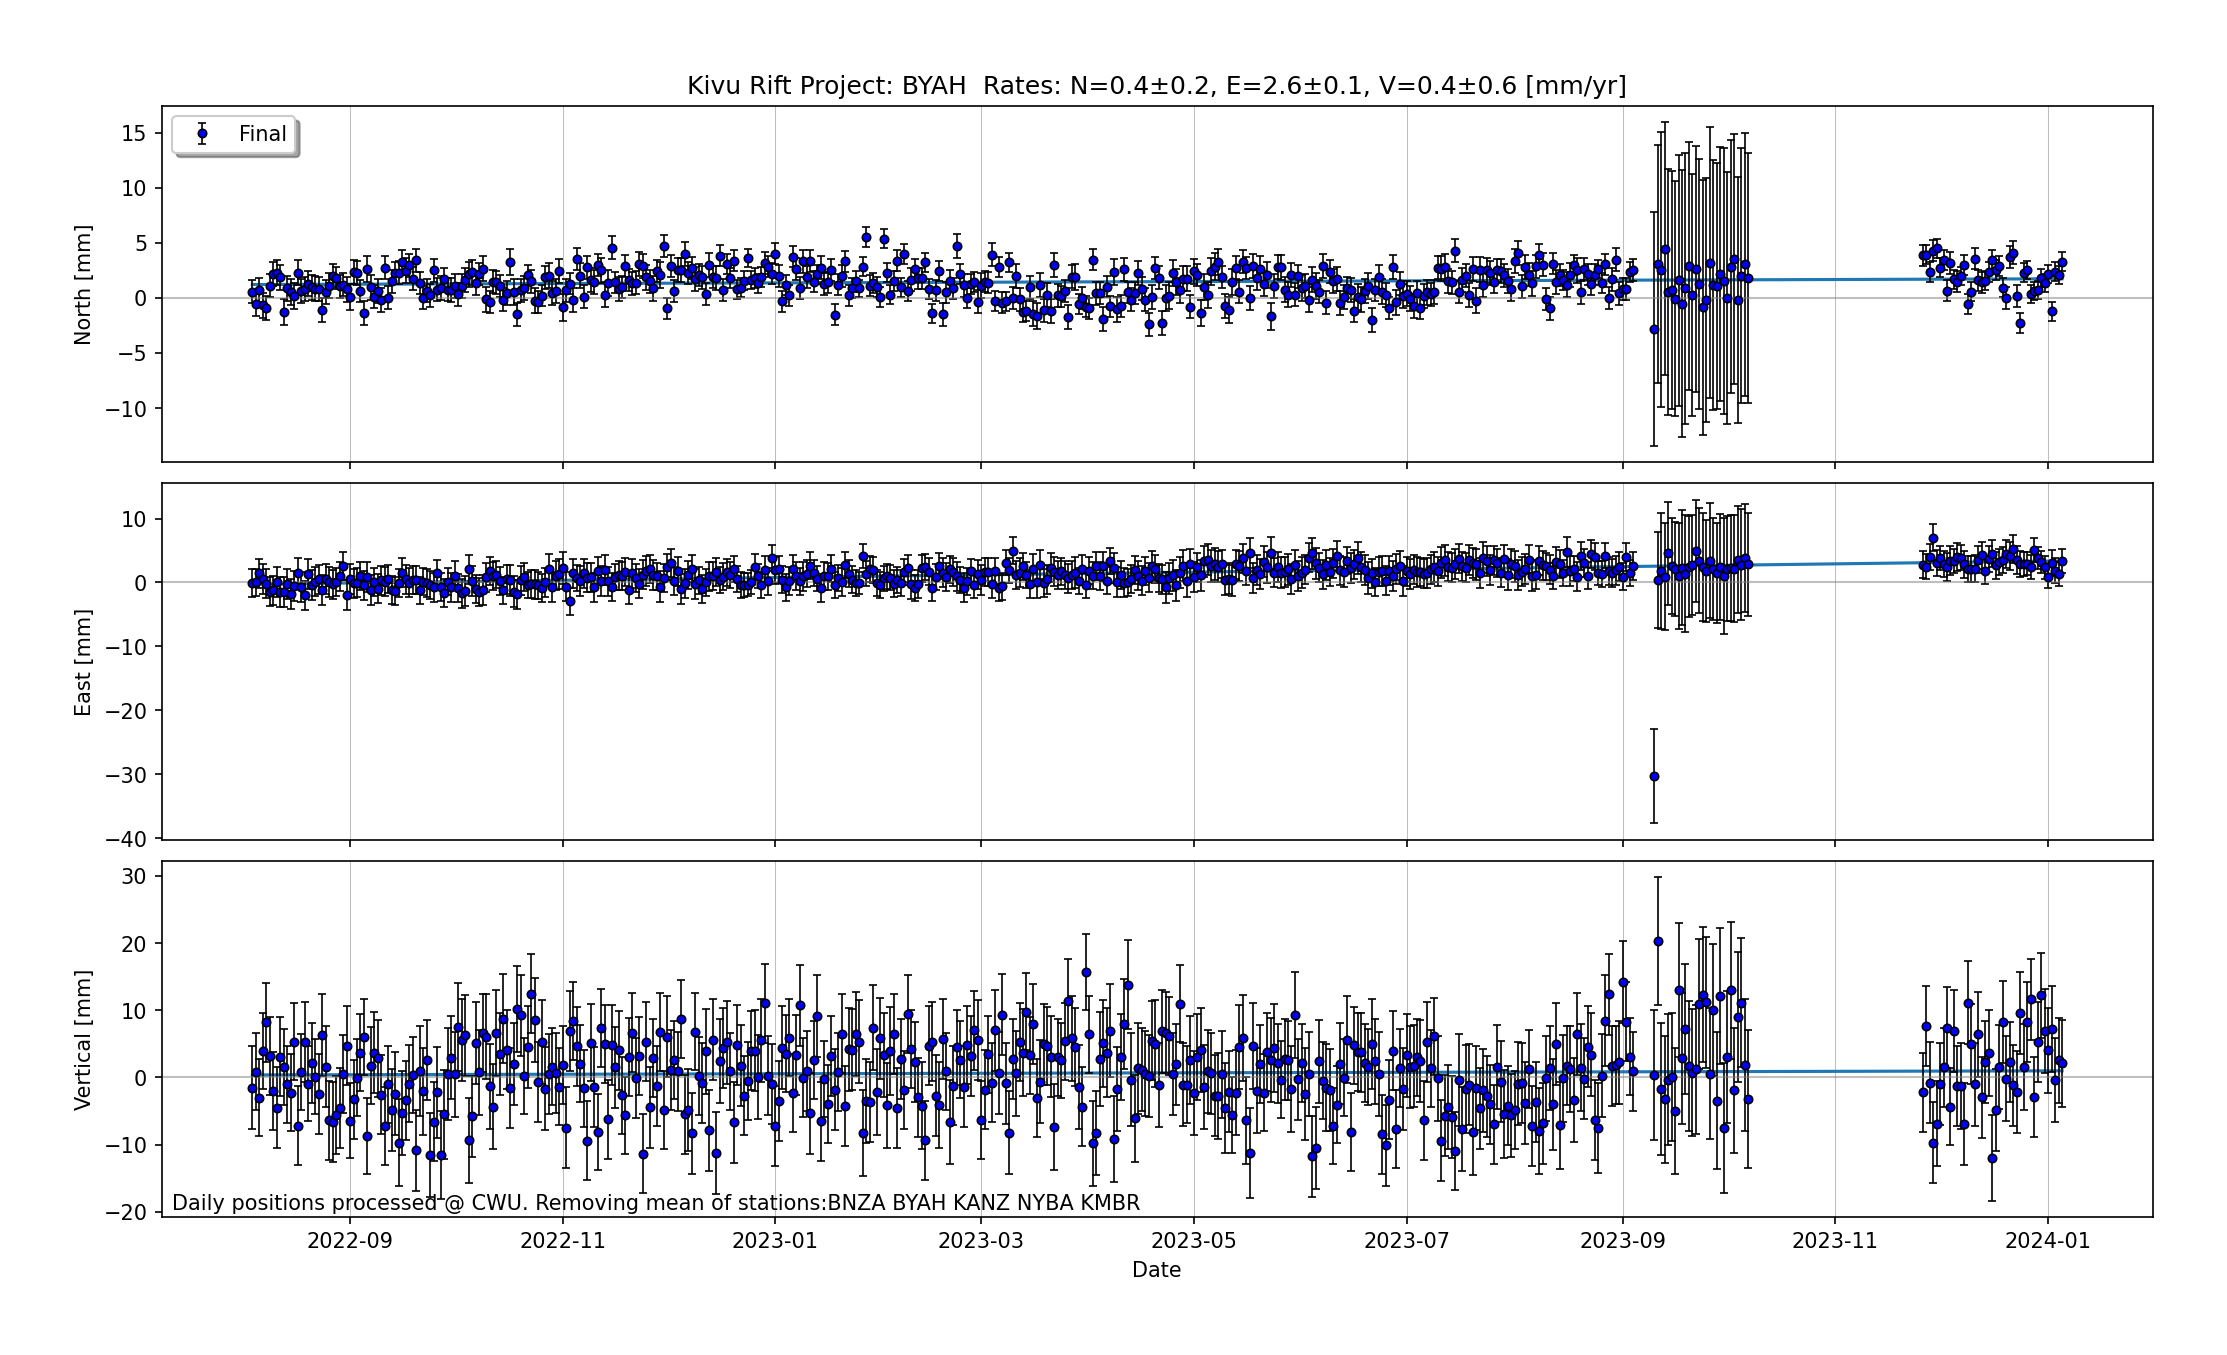 Kivu Rift Project: BYAH  Rates: N=0.4±0.2, E=2.6±0.1, V=0.4±0.6 [mm/yr]
Final
North [mm]
15
10
5
0
−5
−10
East [mm]
10
0
−10
−20
−30
−40
Vertical [mm]
30
20
10
0
−10
−20
Daily positions processed @ CWU. Removing mean of stations:BNZA BYAH KANZ NYBA KMBR
2022-09 2022-11 2023-01 2023-03 2023-05 2023-07 2023-09 2023-11 2024-01
Date